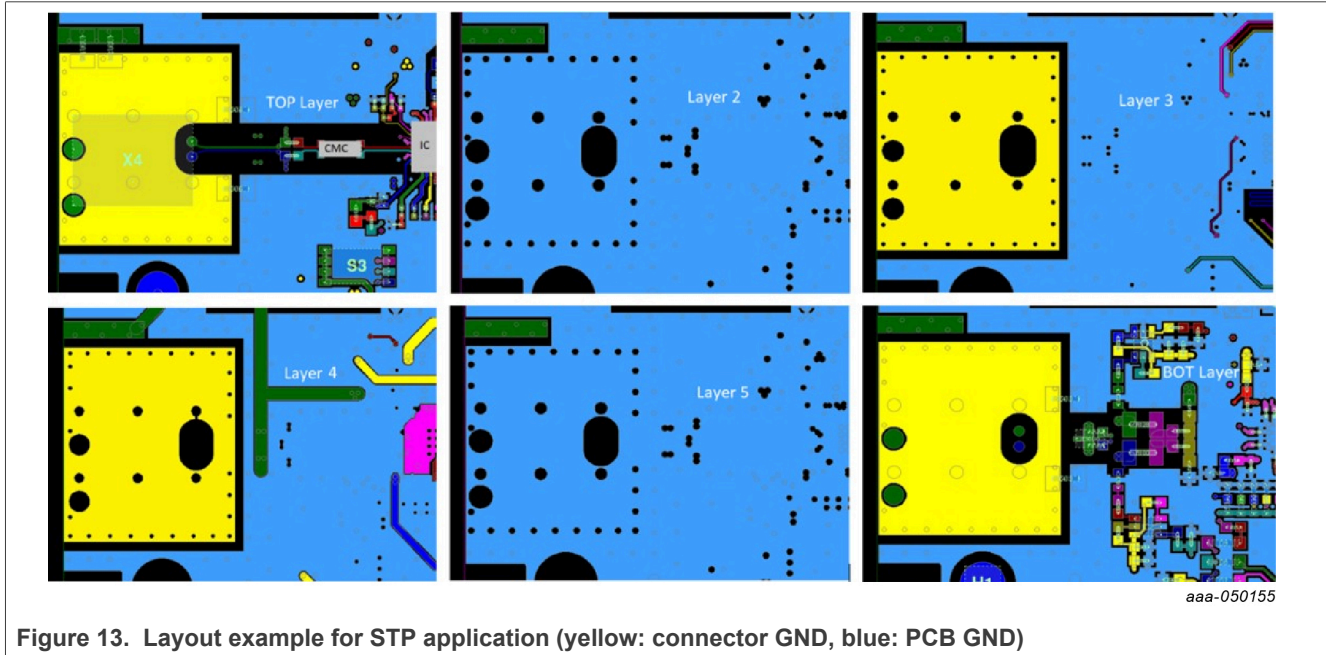 TOP Layer
X4
CMC
IC
S3
Layer 2
Layer 3
Layer 4
Layer 5
BOT Layer
H1
aaa-050155
Figure 13. Layout example for STP application (yellow: connector GND, blue: PCB GND)